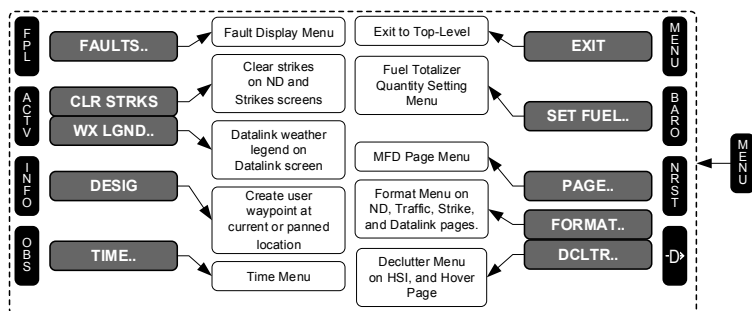 FPL
FAULTS..
Fault Display Menu
Exit to Top-Level
EXIT
MENU
ACTV
CLR STRKS
Clear strikes
on ND and
Strikes screens
Fuel Totalizer
Quantity Setting
Menu
SET FUEL..
BARO
WX LGND..
Datalink weather
legend on
Datalink screen
MFD Page Menu
PAGE..
NRST
MENU
INFO
DESIG
Create user
waypoint at
current or panned
location
Format Menu on
ND, Traffic, Strike,
and Datalink pages.
FORMAT..
OBS
TIME..
Time Menu
Declutter Menu
on HSI, and Hover
Page
DCLTR..
D